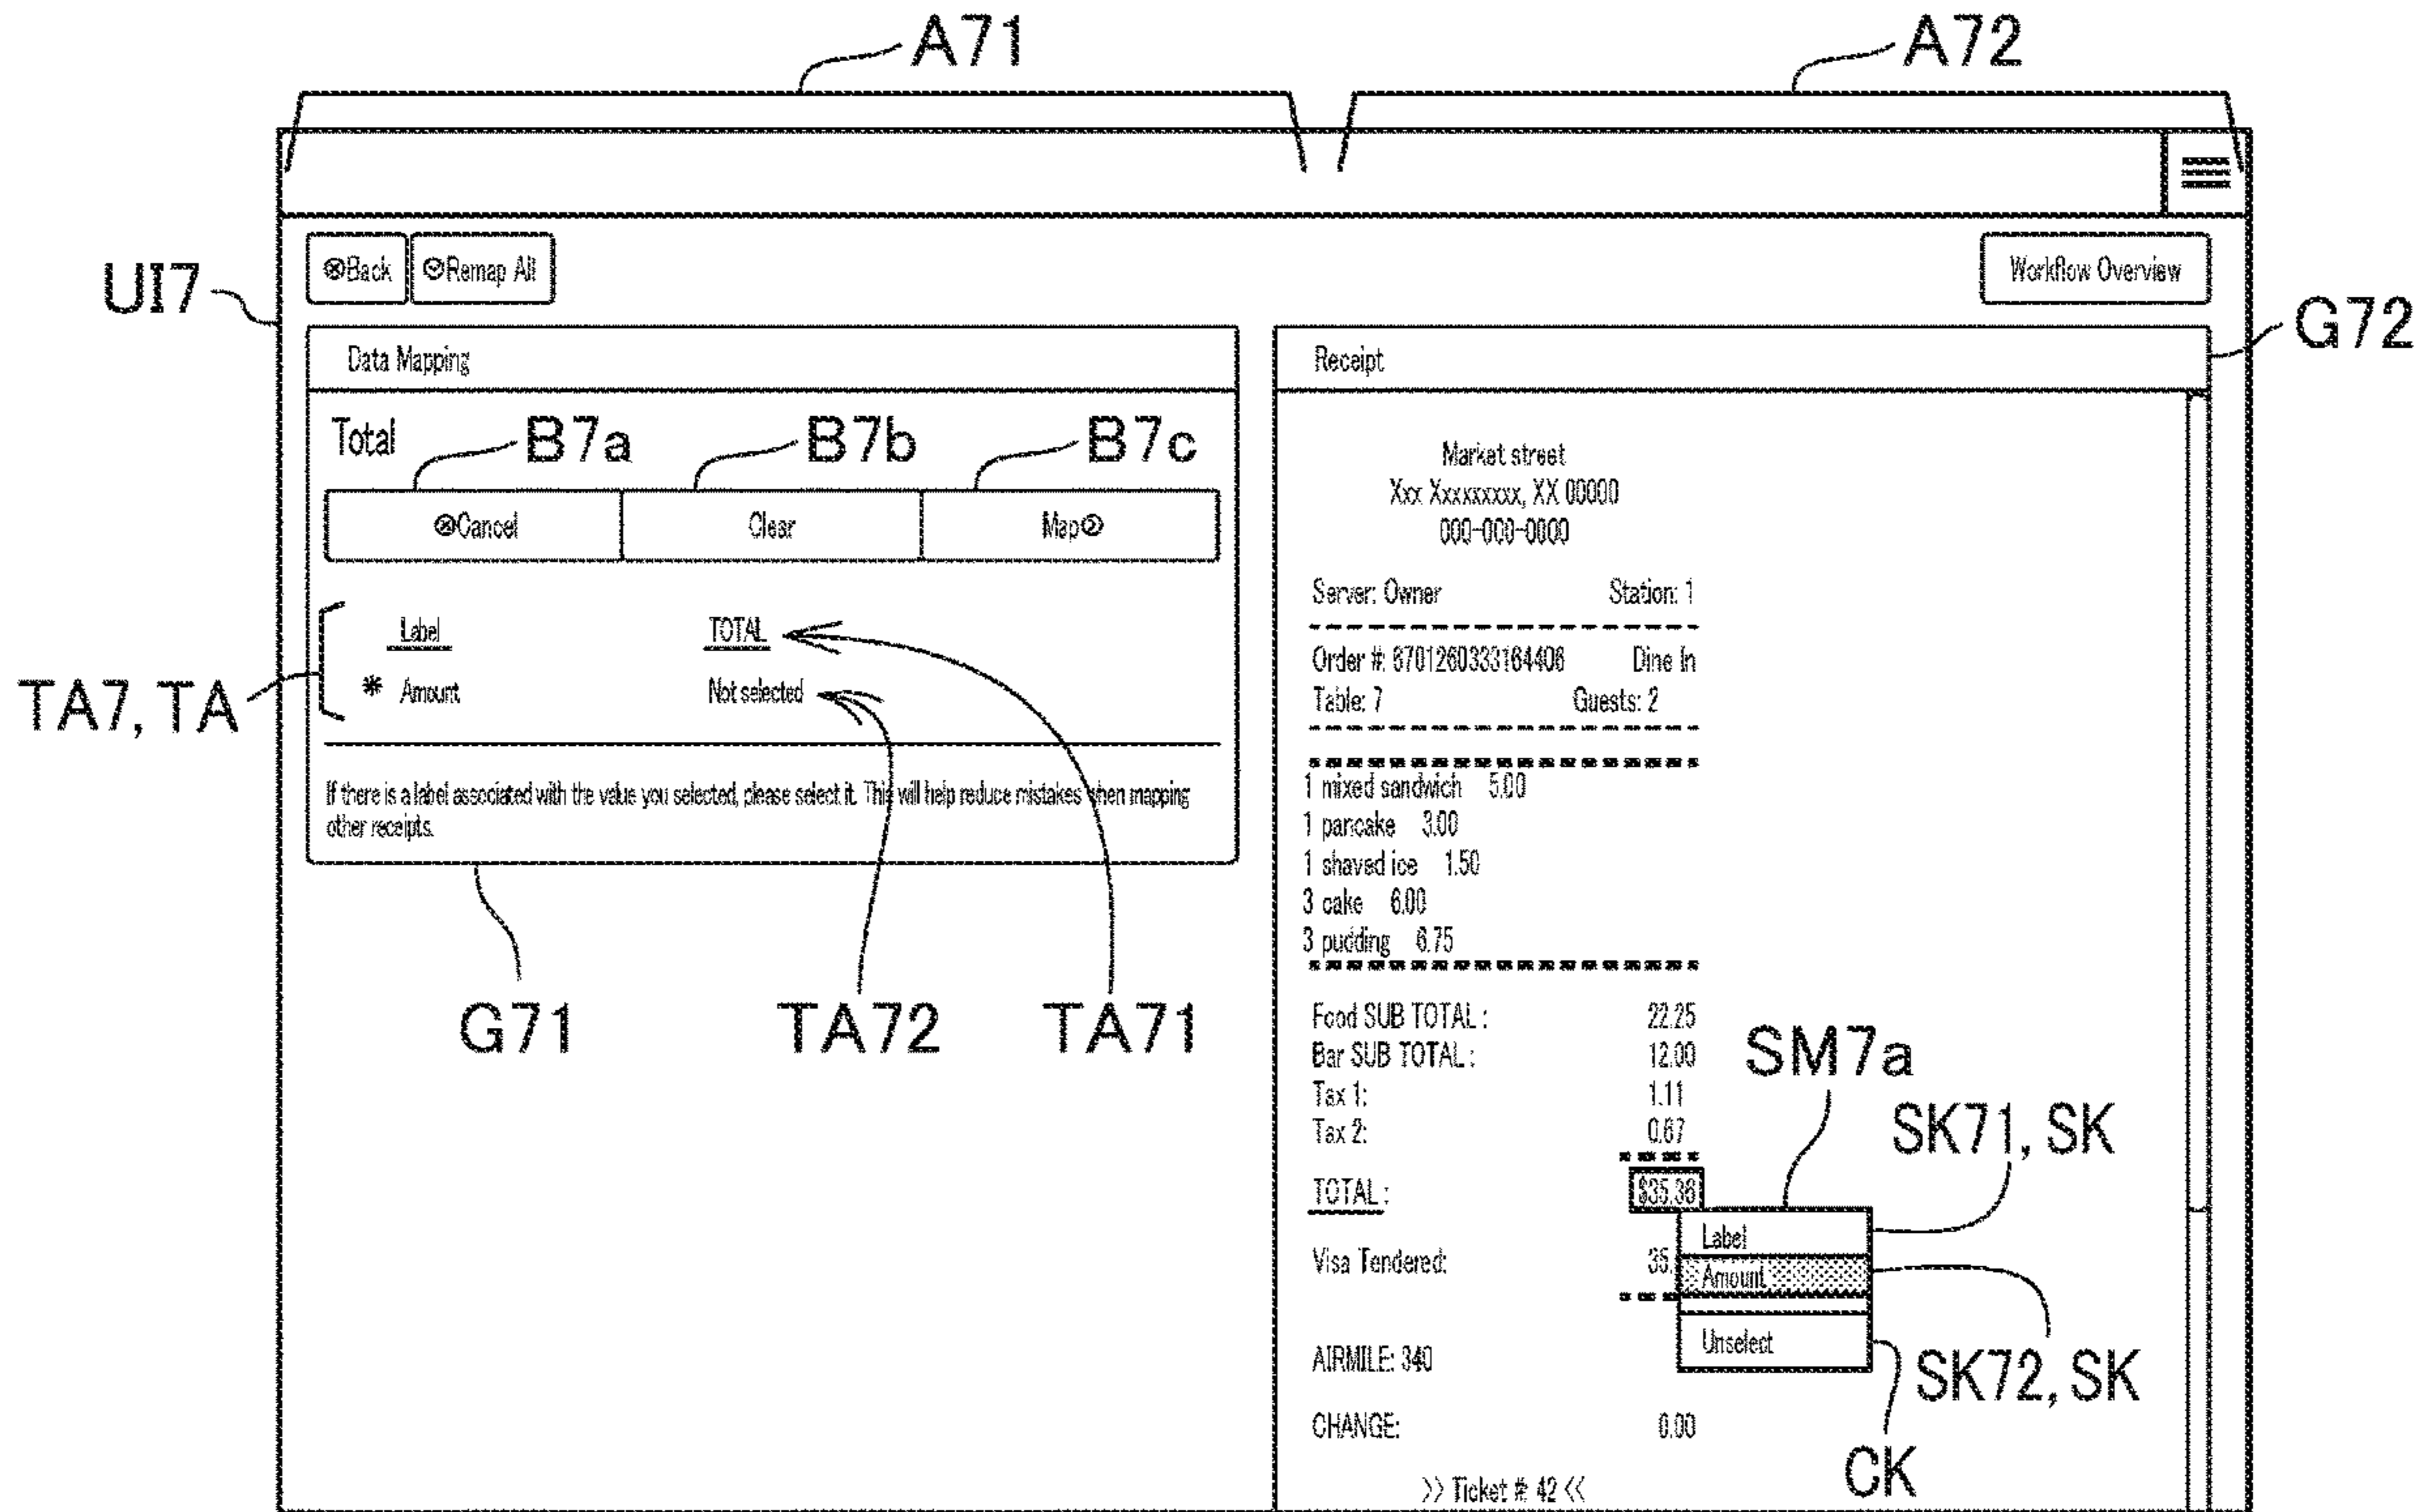 A71 A72
UI7
⊗Back Remap All Workflow Overview
G72
Data Mapping
Total
B7a B7b B7c
⊗Cancel Clear Map
TA7, TA
Label TOTAL
* Amount Not selected
If there is a label associated with the value you selected, please select it. This will help reduce mistakes when mapping
other receipts.
G71 TA72 TA71
Receipt
Market street
Xxx Xxxxxxxxx, XX 00000
000-000-0000
Server: Owner Station: 1
Order #: 8701260333164406 Dine In
Table: 7 Guests: 2
1 mixed sandwich 5.00
1 pancake 3.00
1 shaved ice 1.50
3 cake 6.00
3 pudding 6.75
Food SUB TOTAL : 22.25
Bar SUB TOTAL : 12.00
Tax 1: 1.11
Tax 2: 0.67
SM7a
SK71, SK
TOTAL :
Label
Visa Tendered: 35.
Amount
Unselect
SK72, SK
AIRMILE: 340
CHANGE: 0.00
CK
>> Ticket # 42 <<